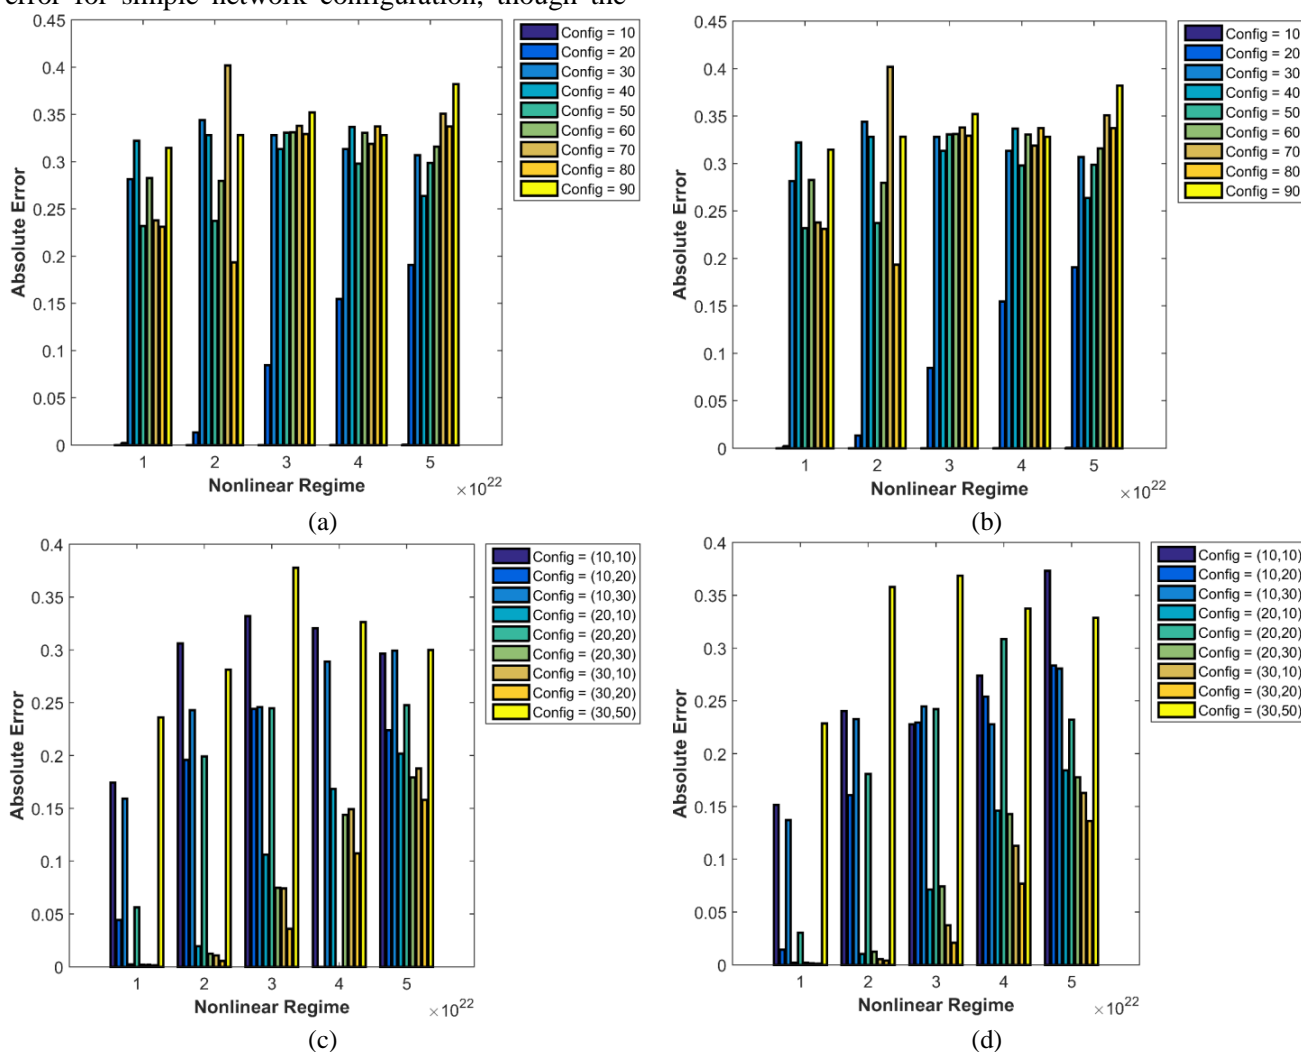 error for simple network configuration, though the
0.45
0.4
0.35
0.3
0.25
0.2
0.15
0.1
0.05
0
Absolute Error
1 2 3 4 5
Nonlinear Regime
×10^22
Config = 10
Config = 20
Config = 30
Config = 40
Config = 50
Config = 60
Config = 70
Config = 80
Config = 90
(a)
0.45
0.4
0.35
0.3
0.25
0.2
0.15
0.1
0.05
0
Absolute Error
1 2 3 4 5
Nonlinear Regime
×10^22
Config = 10
Config = 20
Config = 30
Config = 40
Config = 50
Config = 60
Config = 70
Config = 80
Config = 90
(b)
0.4
0.35
0.3
0.25
0.2
0.15
0.1
0.05
0
Absolute Error
1 2 3 4 5
Nonlinear Regime
×10^22
Config = (10,10)
Config = (10,20)
Config = (10,30)
Config = (20,10)
Config = (20,20)
Config = (20,30)
Config = (30,10)
Config = (30,20)
Config = (30,50)
(c)
0.4
0.35
0.3
0.25
0.2
0.15
0.1
0.05
0
Absolute Error
1 2 3 4 5
Nonlinear Regime
×10^22
Config = (10,10)
Config = (10,20)
Config = (10,30)
Config = (20,10)
Config = (20,20)
Config = (20,30)
Config = (30,10)
Config = (30,20)
Config = (30,50)
(d)